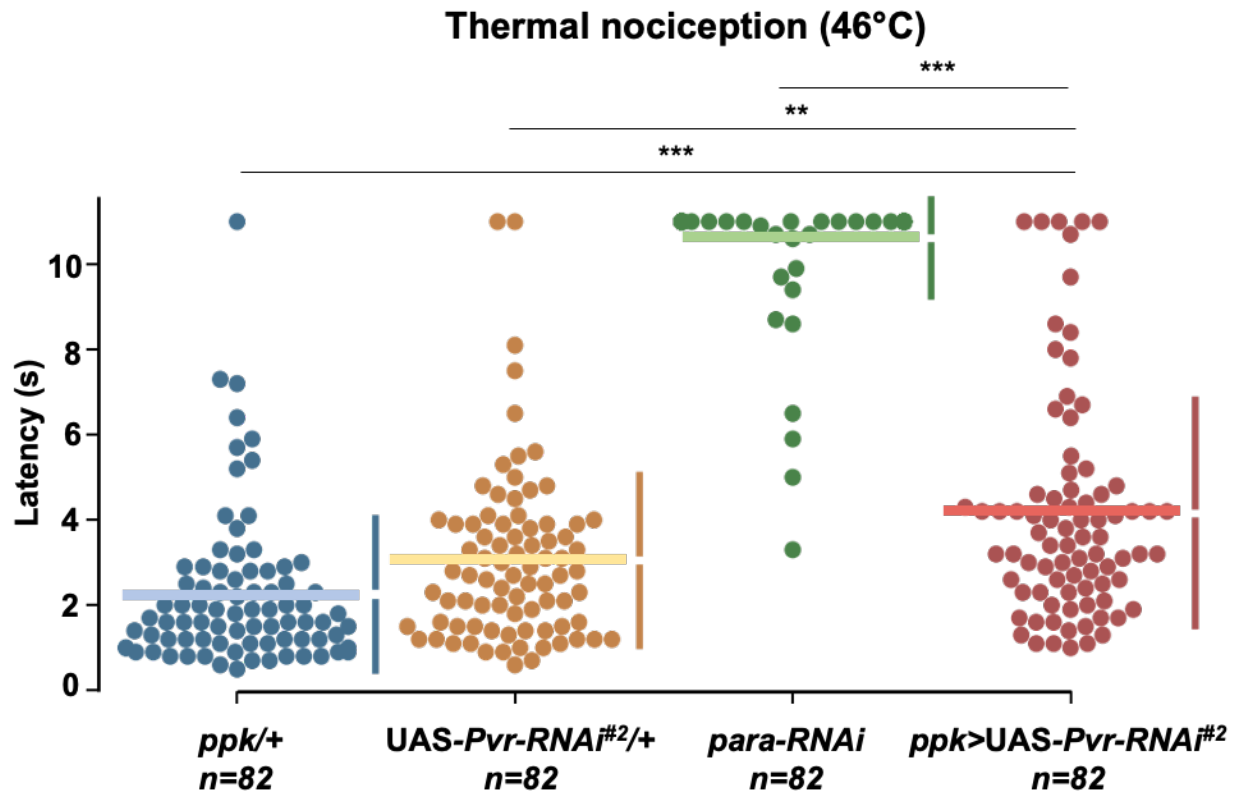 Thermal nociception (46°C)
***
**
***
Latency (s)
10
8
6
4
2
0
ppk/+ UAS-Pvr-RNAi#2/+ para-RNAi ppk>UAS-Pvr-RNAi#2
n=82 n=82 n=82 n=82